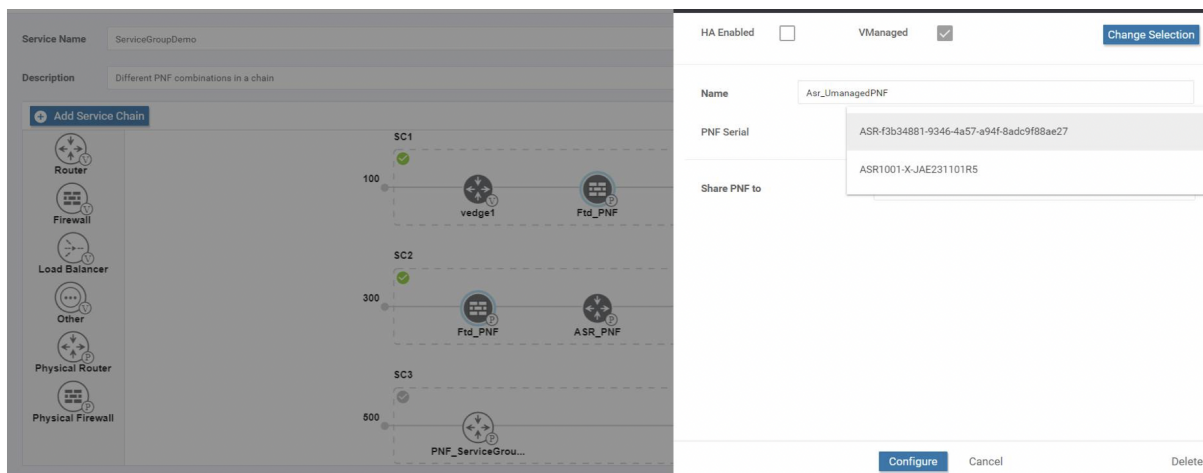 Service Name ServiceGroupDemo
Description Different PNF combinations in a chain
Add Service Chain
Router
V
Firewall
V
Load Balancer
V
Other
V
Physical Router
P
Physical Firewall
P
SC1
100
V
P
vedge1 Ftd_PNF
SC2
300
P
P
Ftd_PNF ASR_PNF
SC3
500
P
PNF_ServiceGrou...
HA Enabled VManaged Change Selection
Name Asr_UmanagedPNF
PNF Serial ASR-f3b34881-9346-4a57-a94f-8adc9f88ae27
ASR1001-X-JAE231101R5
Share PNF to
Configure Cancel Delete